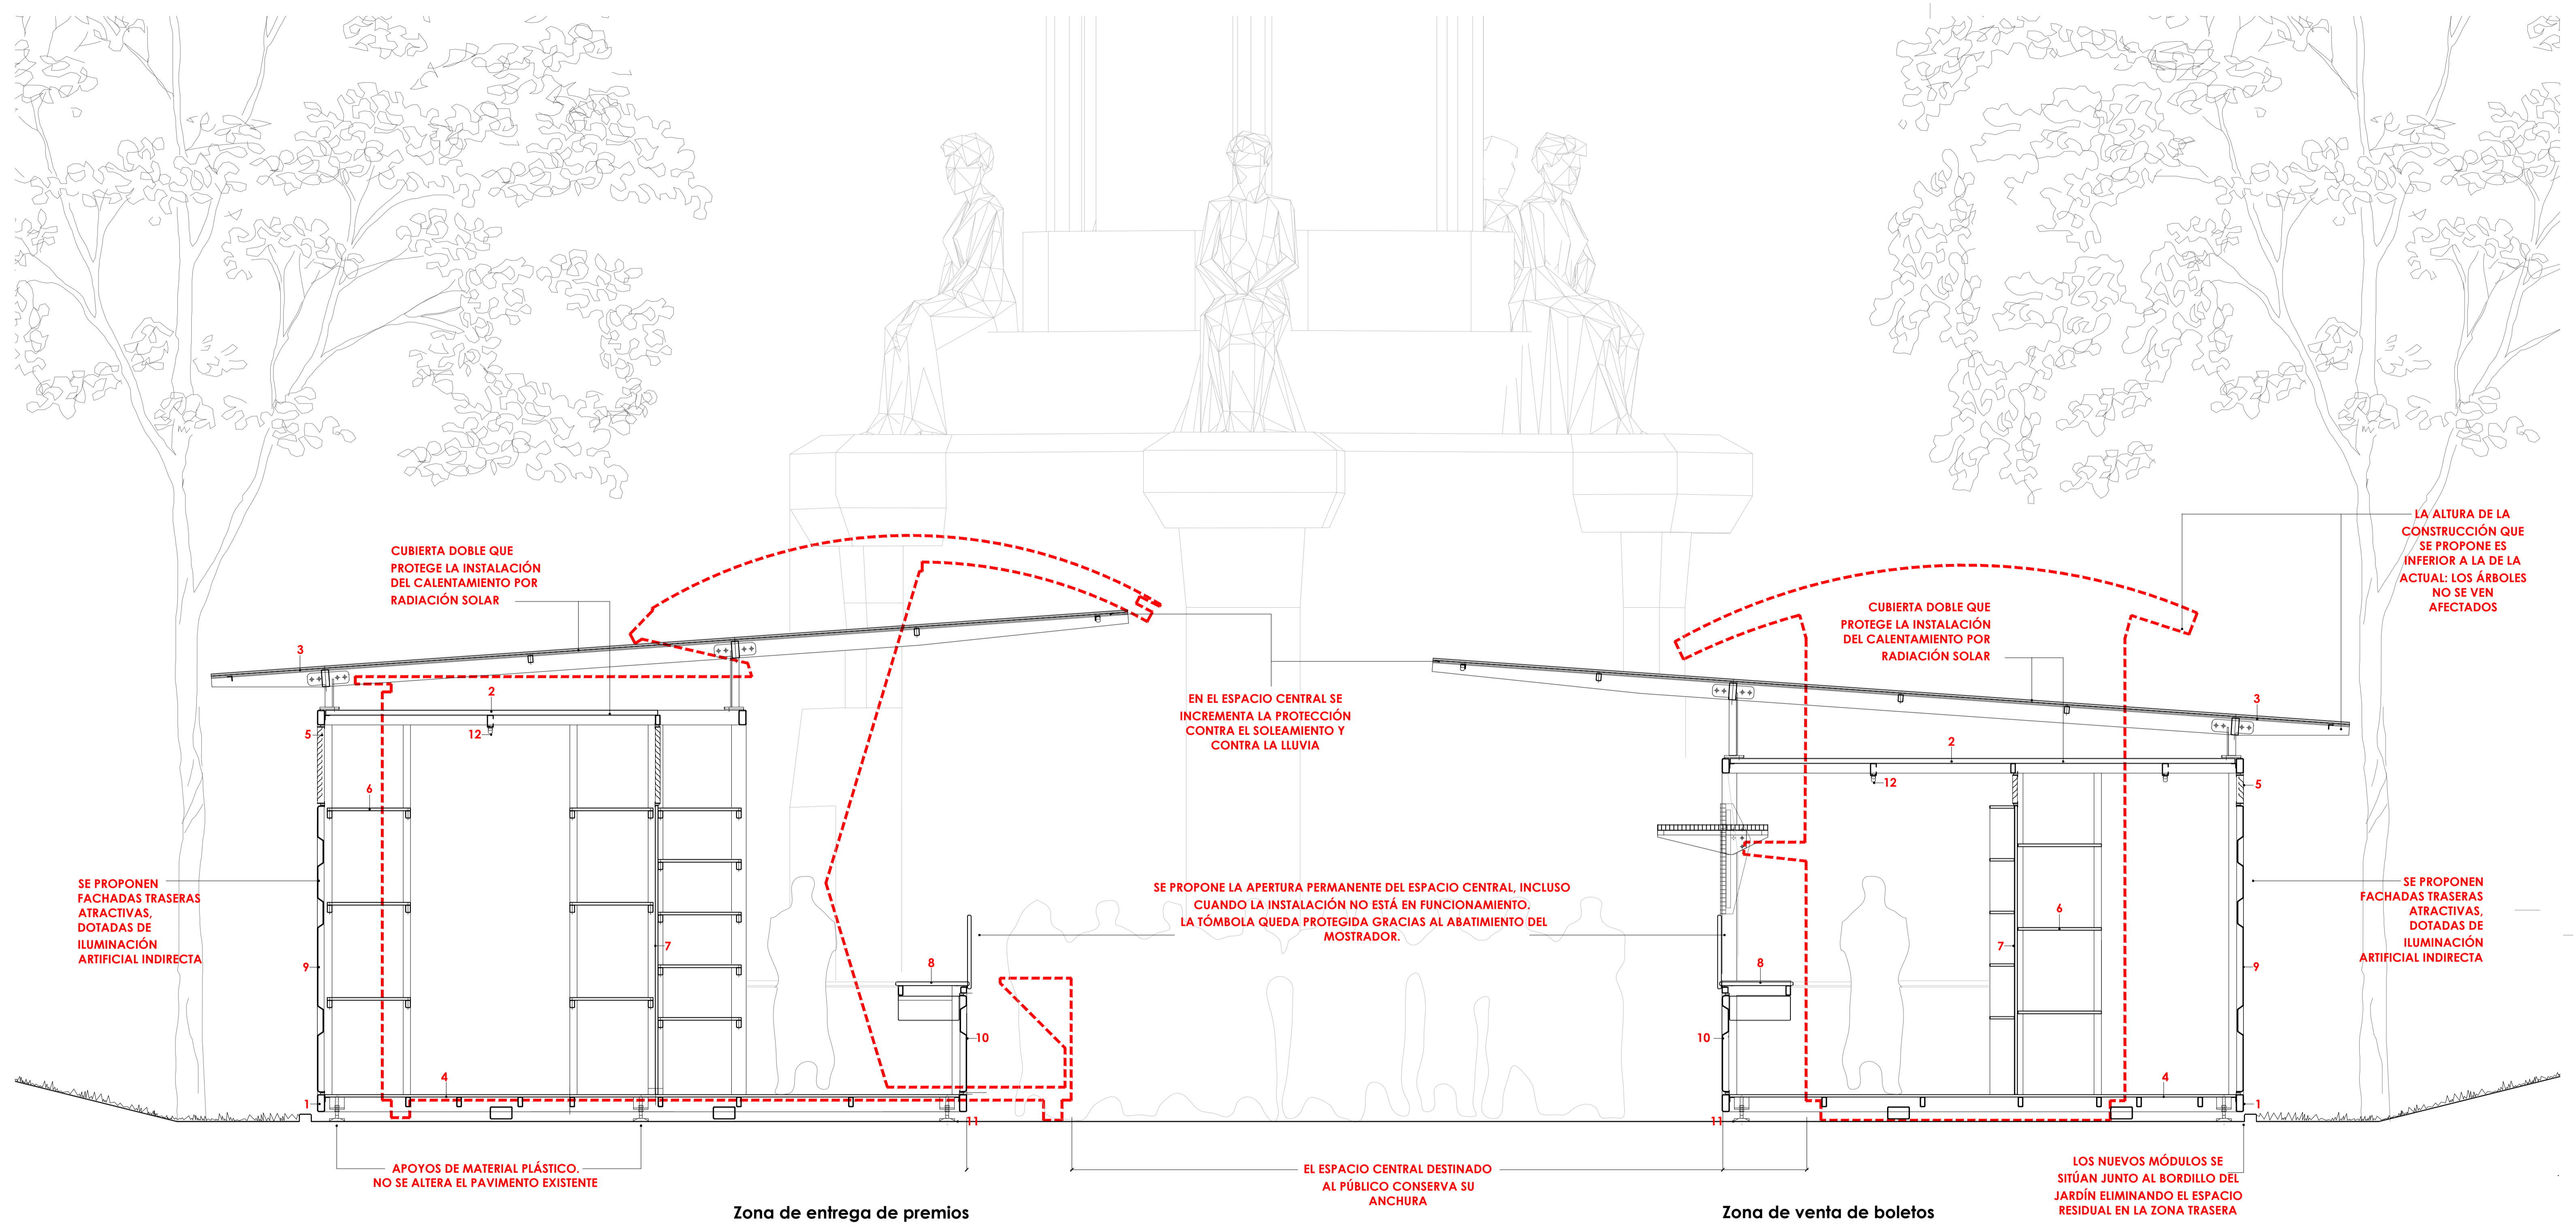 LA ALTURA DE LA
CONSTRUCCIÓN QUE
SE PROPONE ES
INFERIOR A LA DE LA
ACTUAL: LOS ÁRBOLES
NO SE VEN
AFECTADOS
CUBIERTA DOBLE QUE
PROTEGE LA INSTALACIÓN
DEL CALENTAMIENTO POR
RADIACIÓN SOLAR
CUBIERTA DOBLE QUE
PROTEGE LA INSTALACIÓN
DEL CALENTAMIENTO POR
RADIACIÓN SOLAR
3
2
5
12
6
EN EL ESPACIO CENTRAL SE
INCREMENTA LA PROTECCIÓN
CONTRA EL SOLEAMIENTO Y
CONTRA LA LLUVIA
3
2
12
5
SE PROPONEN
FACHADAS TRASERAS
ATRACTIVAS,
DOTADAS DE
ILUMINACIÓN
ARTIFICIAL INDIRECTA
9
7
8
10
4
1
11
SE PROPONE LA APERTURA PERMANENTE DEL ESPACIO CENTRAL, INCLUSO
CUANDO LA INSTALACIÓN NO ESTÁ EN FUNCIONAMIENTO.
LA TÓMBOLA QUEDA PROTEGIDA GRACIAS AL ABATIMIENTO DEL
MOSTRADOR.
8
10
11
7
6
9
4
1
SE PROPONEN
FACHADAS TRASERAS
ATRACTIVAS,
DOTADAS DE
ILUMINACIÓN
ARTIFICIAL INDIRECTA
APOYOS DE MATERIAL PLÁSTICO.
NO SE ALTERA EL PAVIMENTO EXISTENTE
EL ESPACIO CENTRAL DESTINADO
AL PÚBLICO CONSERVA SU
ANCHURA
LOS NUEVOS MÓDULOS SE
SITÚAN JUNTO AL BORDILLO DEL
JARDÍN ELIMINANDO EL ESPACIO
RESIDUAL EN LA ZONA TRASERA
Zona de entrega de premios
Zona de venta de boletos